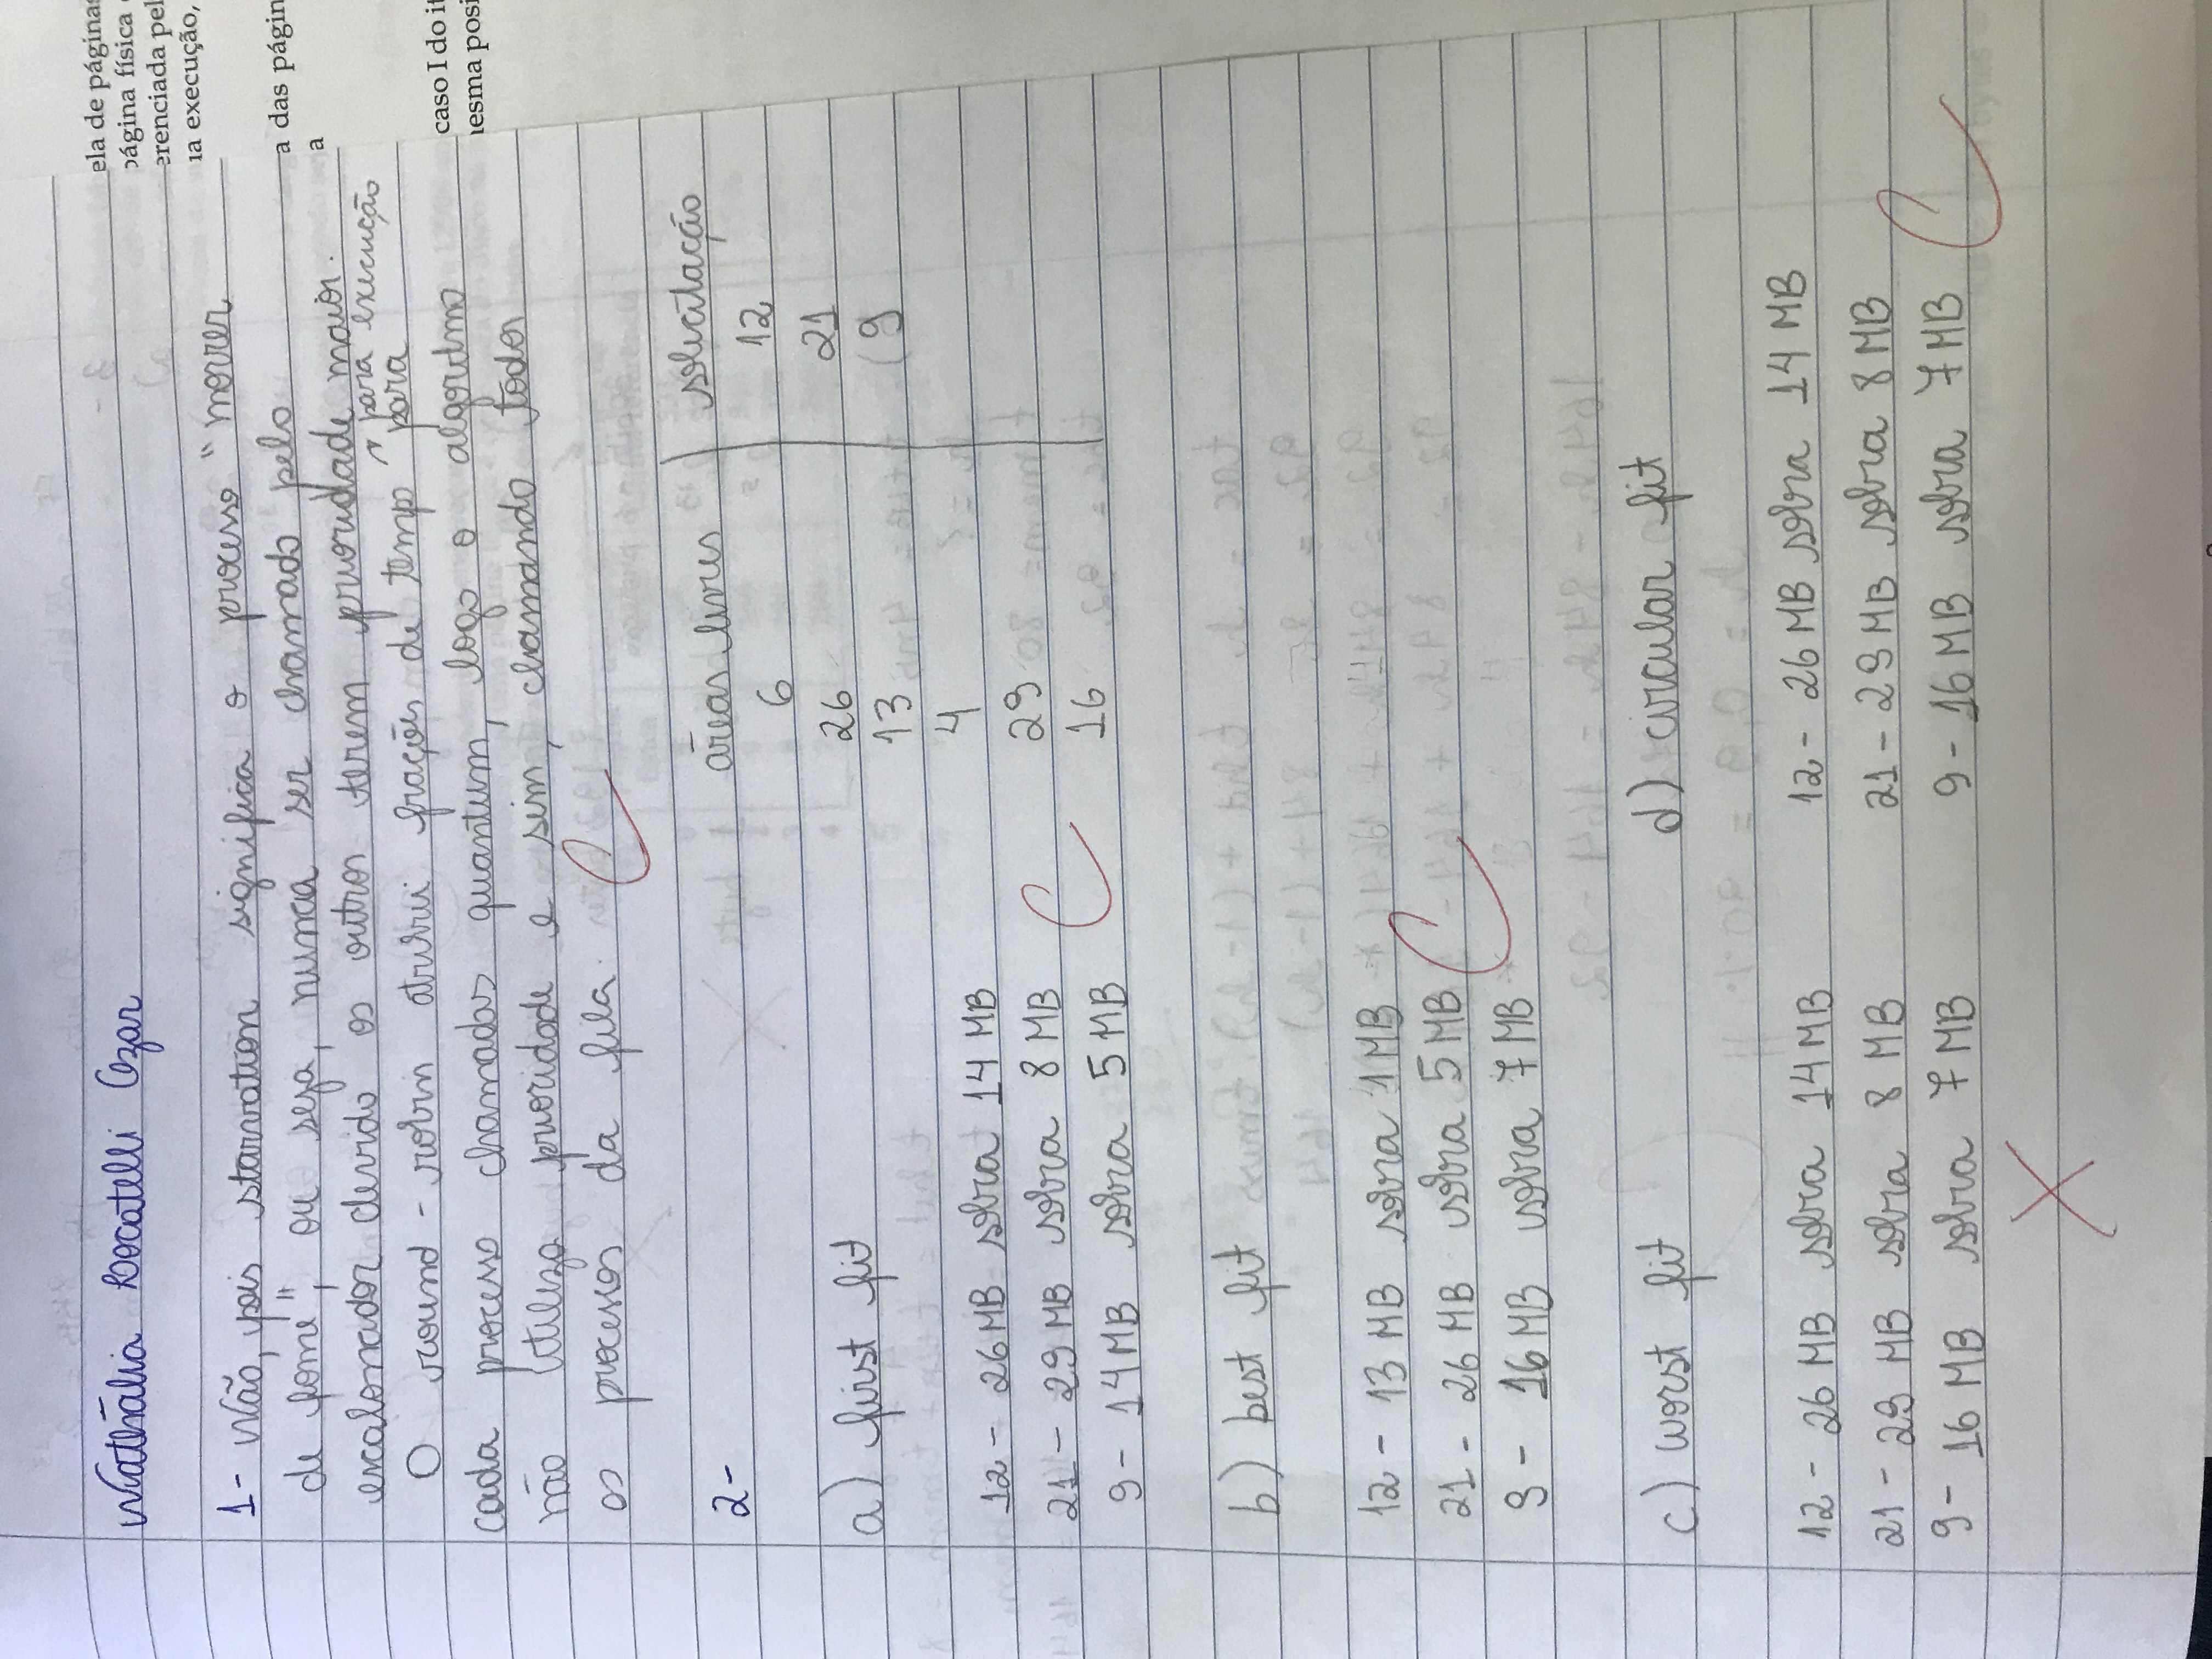 Nathália Locatelli Cezar
1- Não, pois starvation significa o processo "morrer
de fome", ou seja, nunca ser chamado pelo
escalonador devido os outros terem prioridade maior.
para execução
O round-robin atribui frações de tempo para
cada processo chamadas quantum, logo o algoritmo
não utiliza prioridade e sim, chamando todos
os processos da fila.
C
2-
áreas livres solicitação
6 12
26 21
13 9
4
29
16
a) first fit
12 - 26 MB sobra 14 MB
21 - 29 MB sobra 8 MB
9 - 14 MB sobra 5 MB
C
b) best fit
12 - 13 MB sobra 1 MB
21 - 26 MB sobra 5 MB
9 - 16 MB sobra 7 MB
C
c) worst fit
12 - 26 MB sobra 14 MB
21 - 29 MB sobra 8 MB
9 - 16 MB sobra 7 MB
X
d) circular fit
12 - 26 MB sobra 14 MB
21 - 29 MB sobra 8 MB
9 - 16 MB sobra 7 MB
C
ela de páginas
página física
erenciada pel
ua execução,
a das págin
a
caso I do it
mesma posi